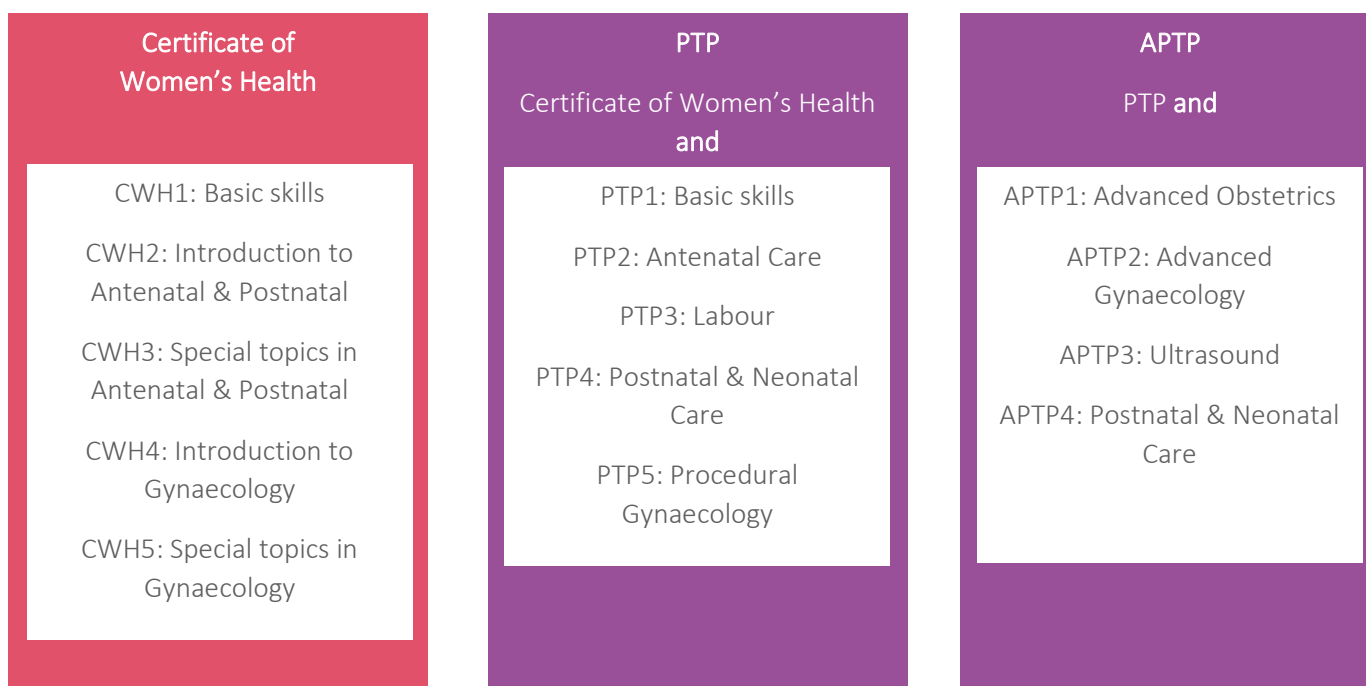 Certificate of
Women's Health
CWH1: Basic skills
CWH2: Introduction to
Antenatal & Postnatal
CWH3: Special topics in
Antenatal & Postnatal
CWH4: Introduction to
Gynaecology
CWH5: Special topics in
Gynaecology
PTP
Certificate of Women’s Health
and
PTP1: Basic skills
PTP2: Antenatal Care
PTP3: Labour
PTP4: Postnatal & Neonatal
Care
PTP5: Procedural
Gynaecology
APTP
PTP and
APTP1: Advanced Obstetrics
APTP2: Advanced
Gynaecology
APTP3: Ultrasound
APTP4: Postnatal & Neonatal
Care